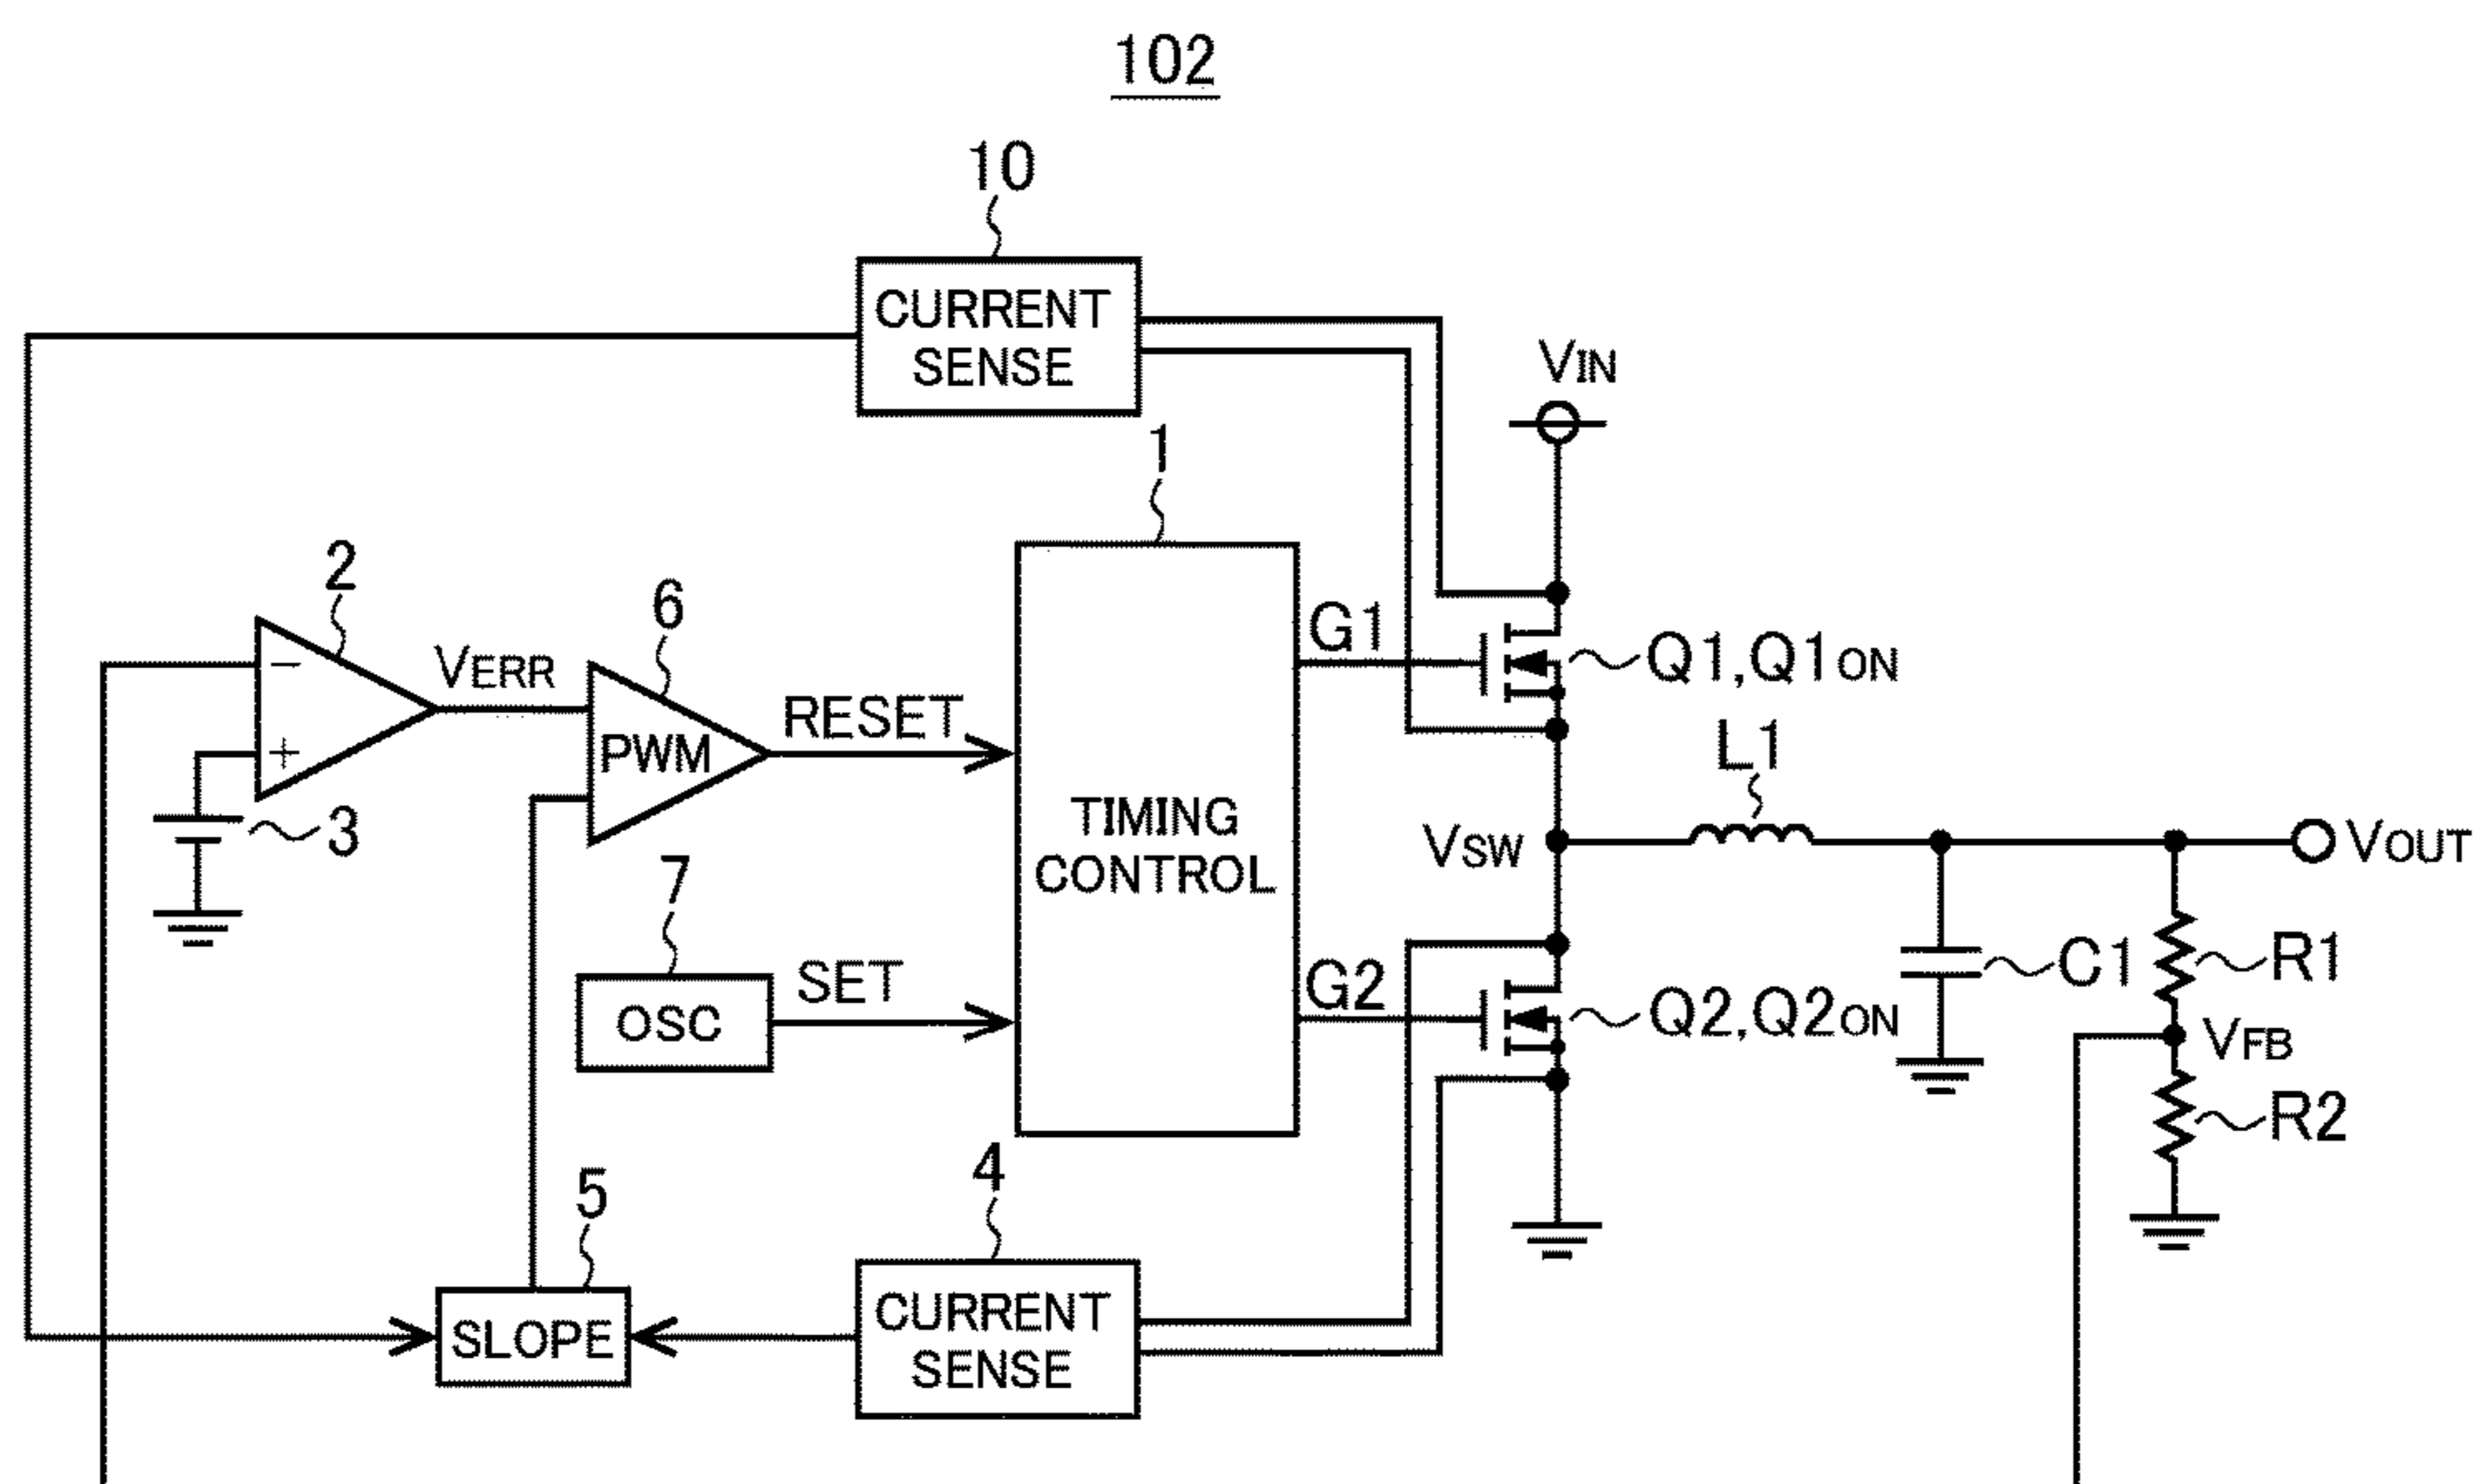 102
10
CURRENT
SENSE
VIN
1
2
6
VERR
G1
Q1,Q1ON
RESET
PWM
L1
−
+
3
TIMING
CONTROL
VSW
VOUT
7
SET
OSC
G2
Q2,Q2ON
C1
R1
VFB
R2
4
5
SLOPE
CURRENT
SENSE